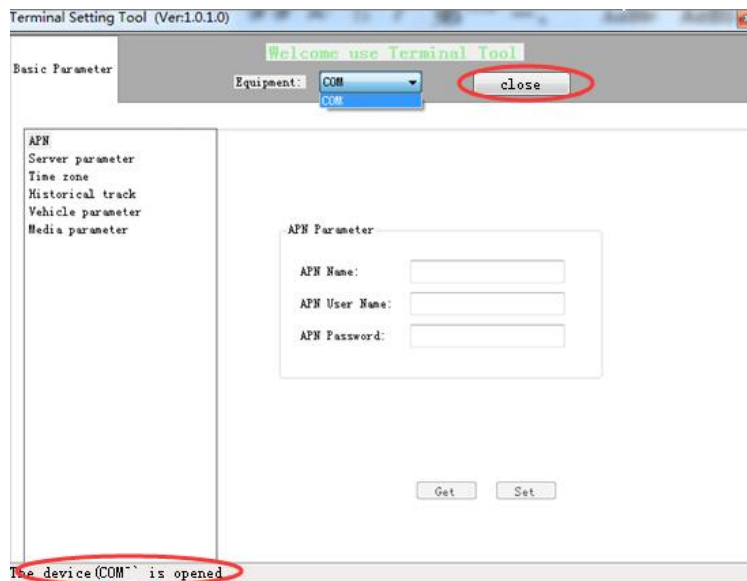 Terminal Setting Tool (Ver:1.0.1.0)
Welcome use Terminal Tool
Basic Parameter
Equipment: COM close
COM
APN
Server parameter
Time zone
Historical track
Vehicle parameter
Media parameter
APN Parameter
APN Name:
APN User Name:
APN Password:
Get Set
The device(COM is opened